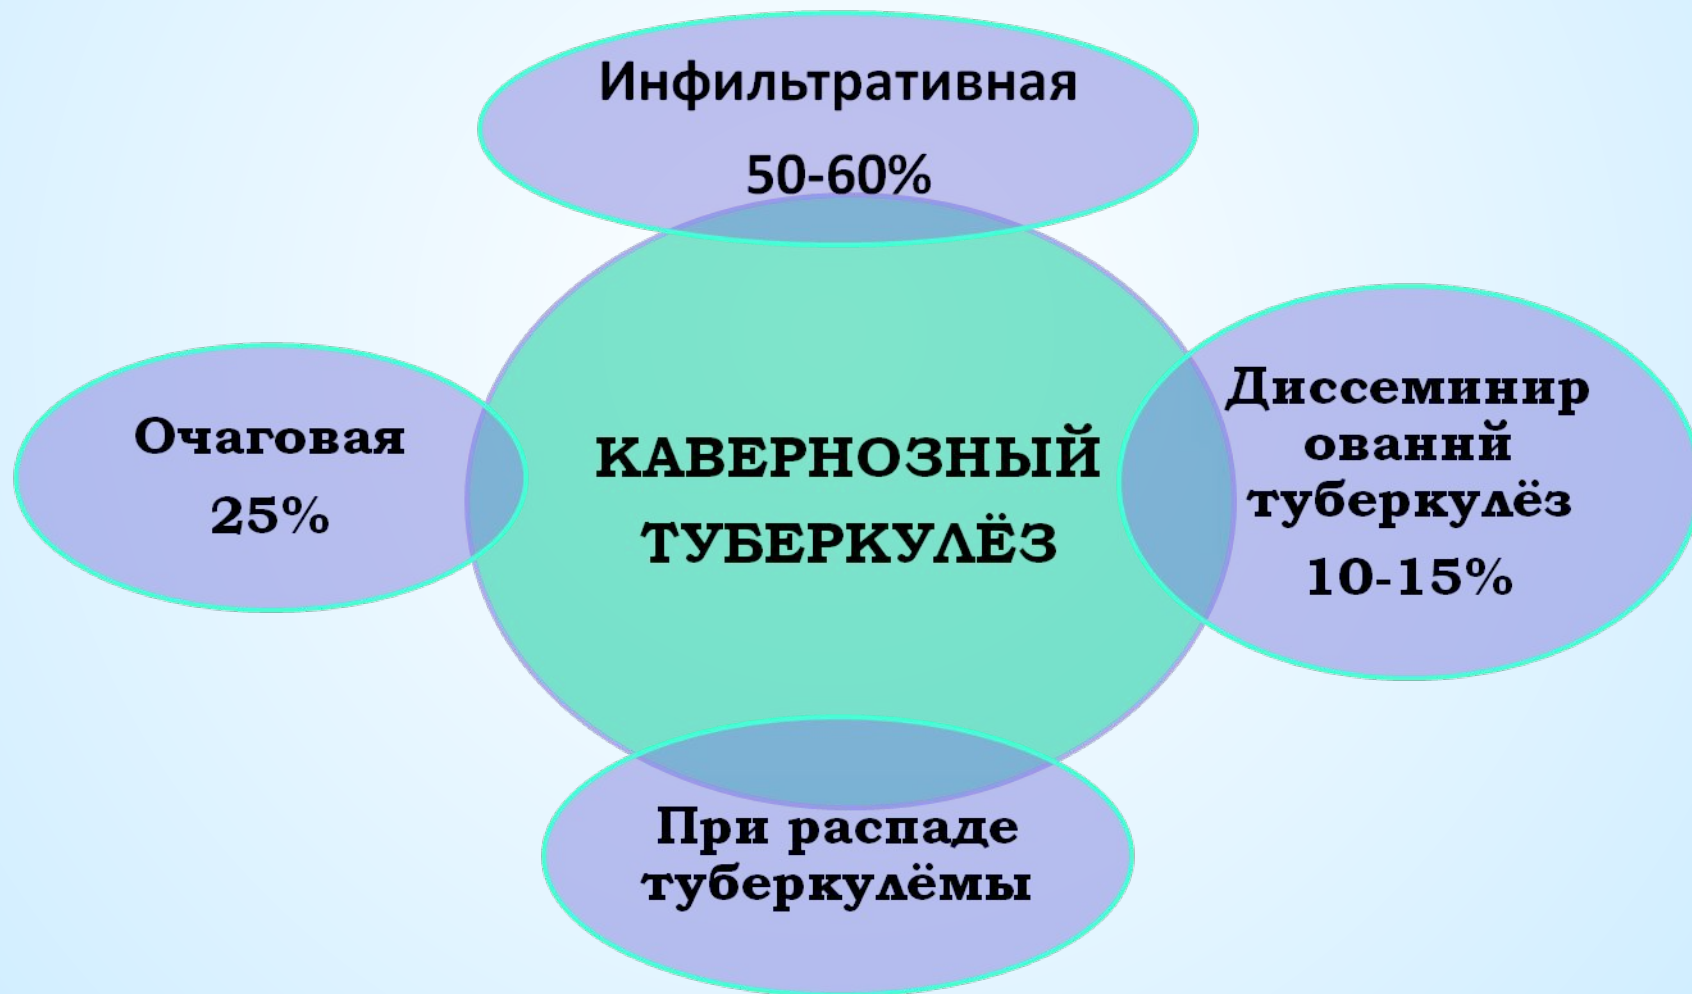 Инфильтративная
50-60%
Очаговая
25%
КАВЕРНОЗНЫЙ
ТУБЕРКУЛЁЗ
Диссеминир
ованнй
туберкулёз
10-15%
При распаде
туберкулёмы